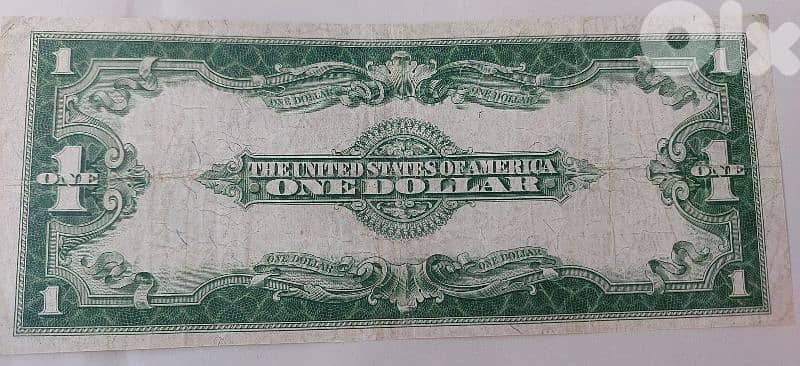 olx
1 1
ONE DOLLAR ONE DOLLAR
THE UNITED STATES OF AMERICA
1 ONE 1 ONE
ONE DOLLAR
ONE DOLLAR ONE DOLLAR
1 1